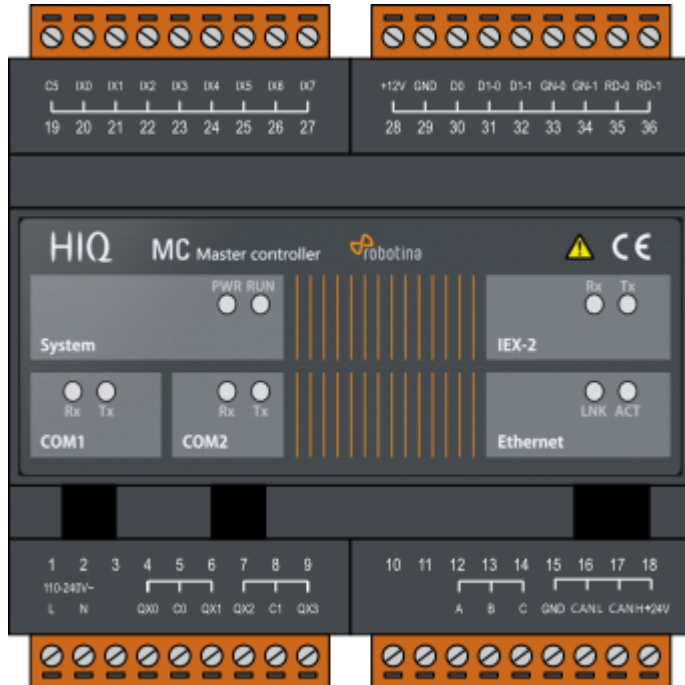 CS IX0 IX1 IX2 IX3 IX4 IX5 IX6 IX7
19 20 21 22 23 24 25 26 27
+12V GND D0 D1-0 D1-1 GN-0 GN-1 RD-0 RD-1
28 29 30 31 32 33 34 35 36
HIQ MC Master controller robotina CE
PWR RUN
System
Rx Tx
IEX-2
Rx Tx
COM1
Rx Tx
COM2
LNK ACT
Ethernet
1 2 3 4 5 6 7 8 9
110-240V~
L N QX0 C0 QX1 QX2 C1 QX3
10 11 12 13 14 15 16 17 18
A B C GND CANL CANH +24V